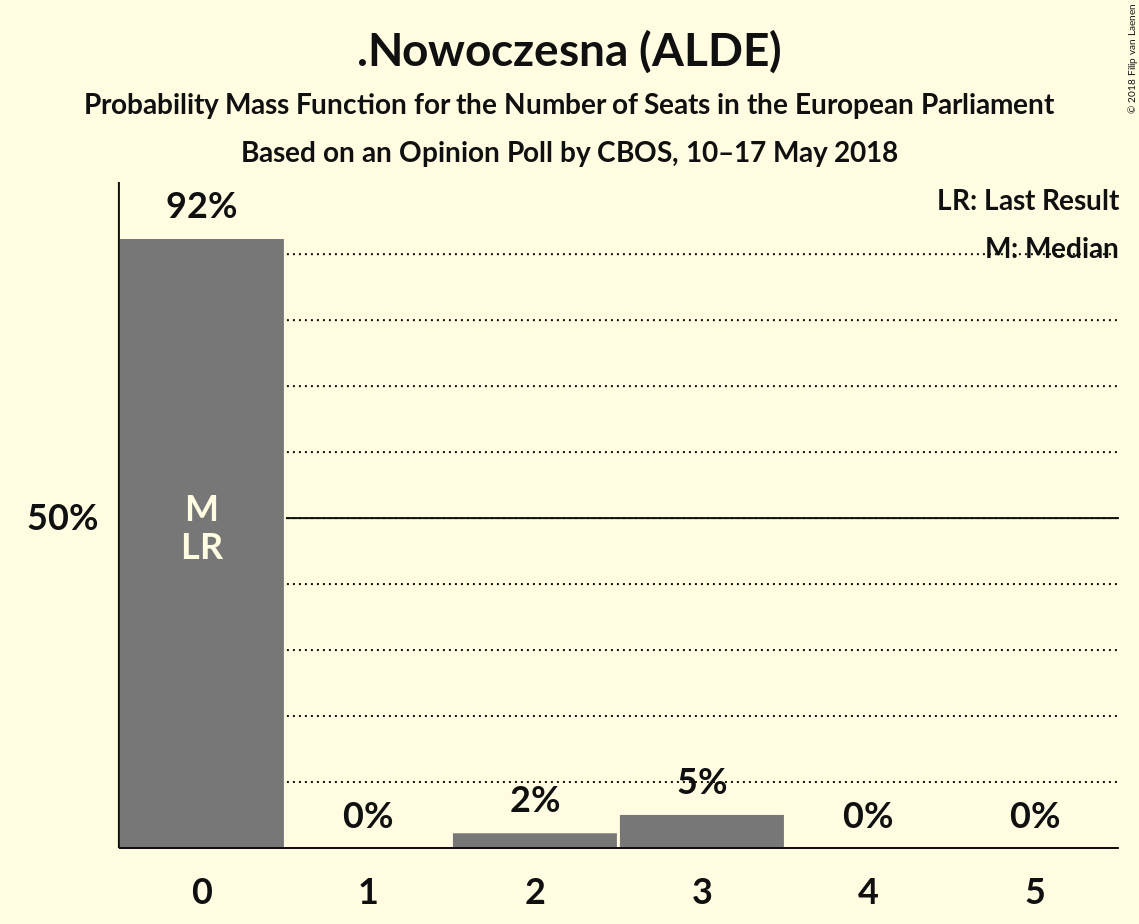 .Nowoczesna (ALDE)
Probability Mass Function for the Number of Seats in the European Parliament
Based on an Opinion Poll by CBOS, 10–17 May 2018
© 2018 Filip van Laenen
LR: Last Result
M: Median
92%
50%
M
LR
0%
2%
5%
0%
0%
0
1
2
3
4
5